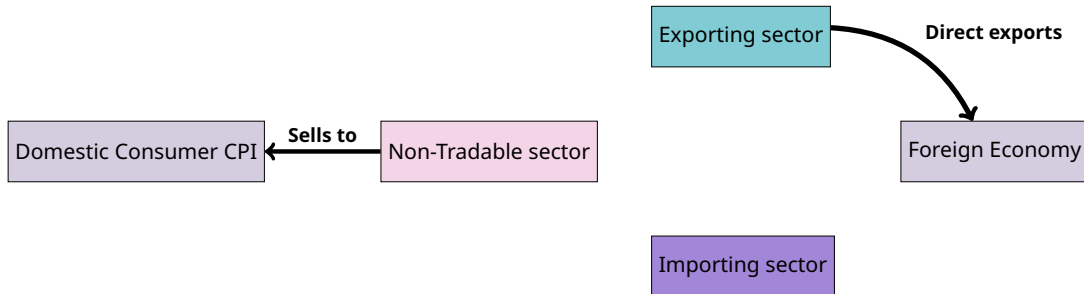 Exporting sector
Direct exports
Domestic Consumer CPI
Sells to
Non-Tradable sector
Foreign Economy
Importing sector